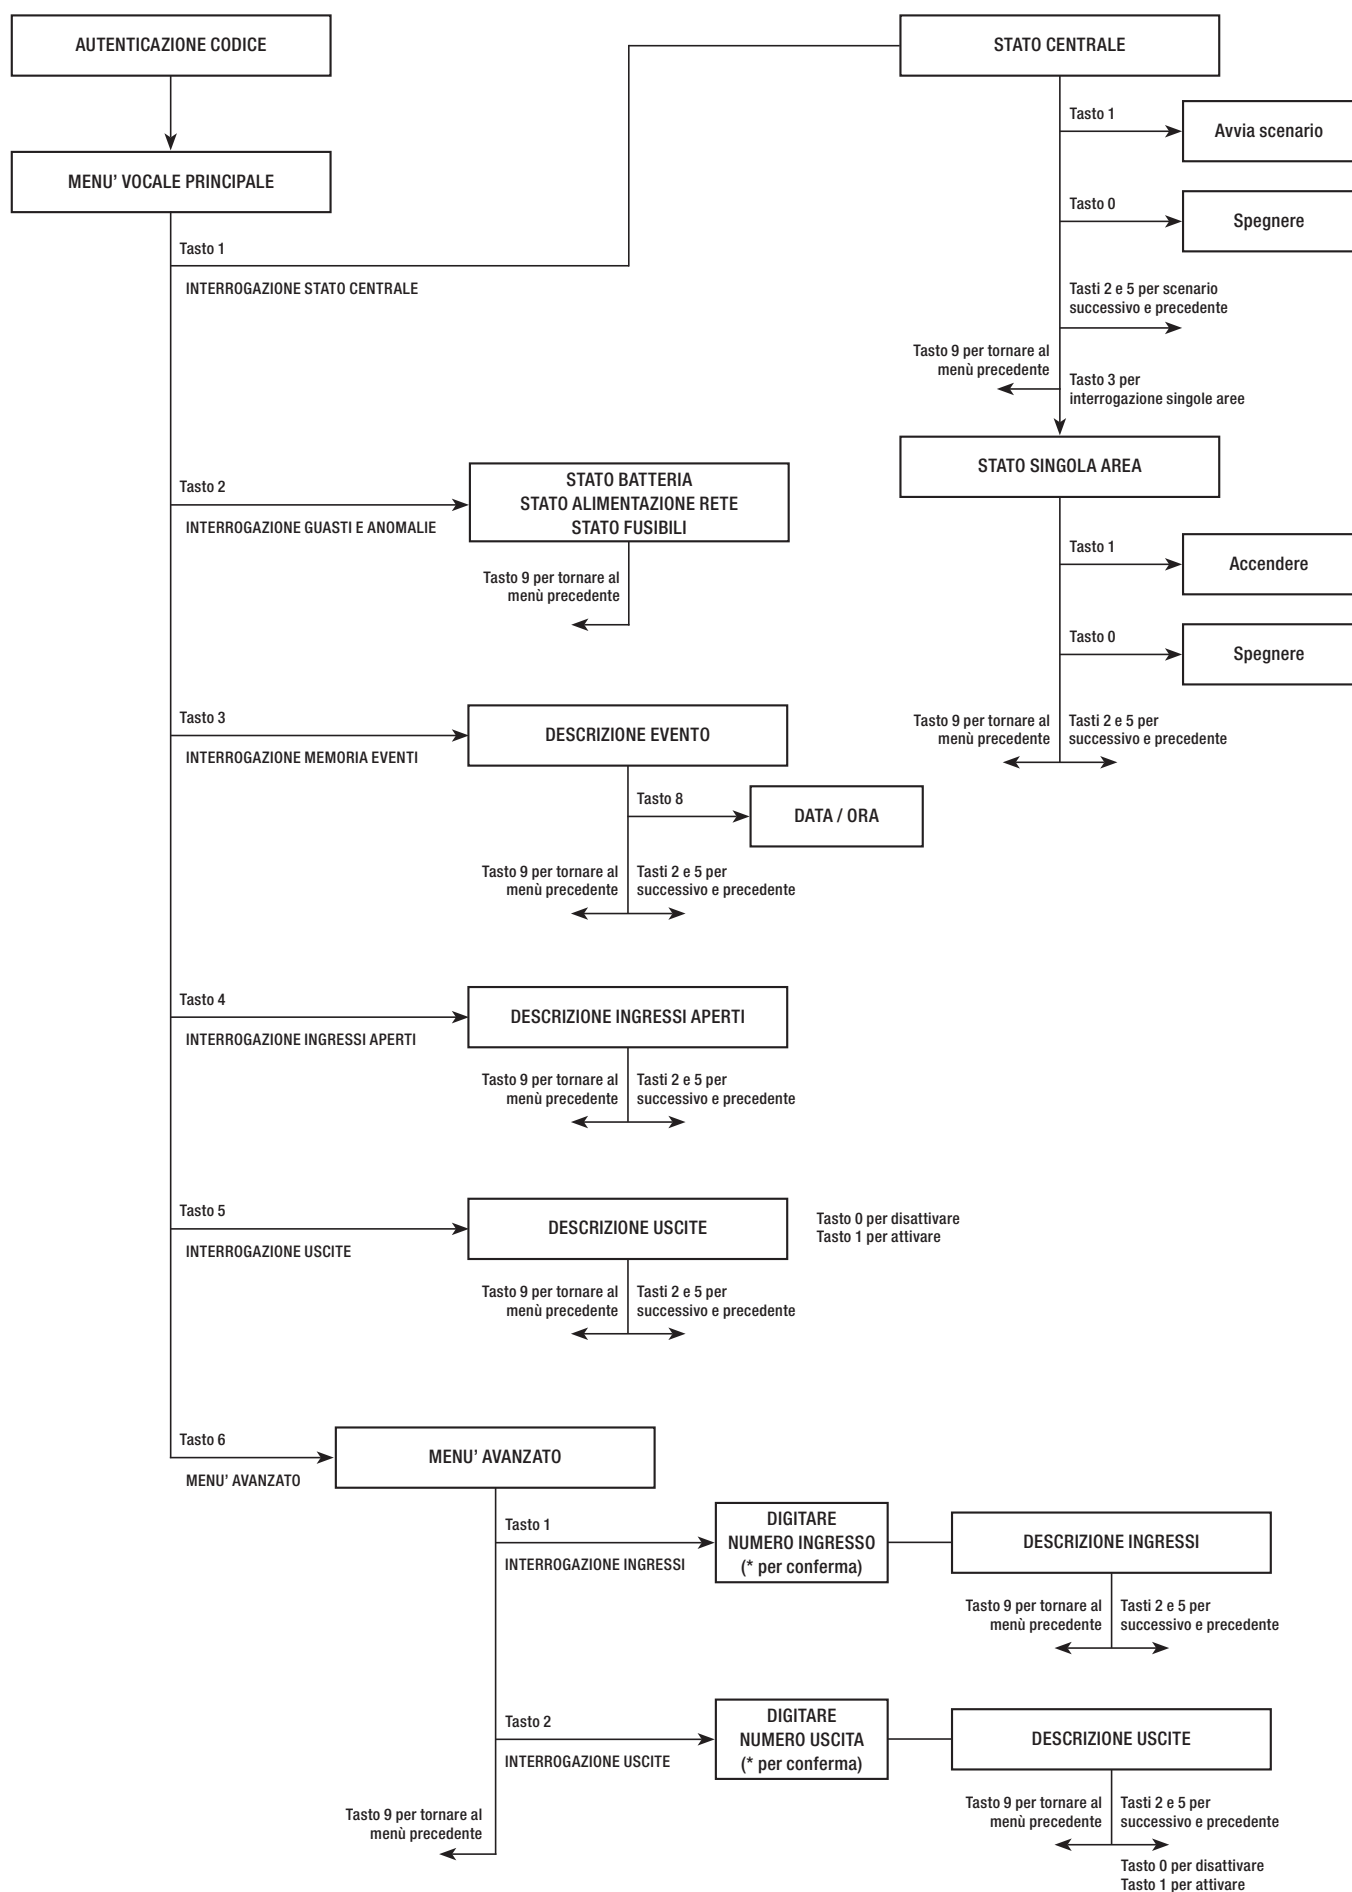 AUTENTICAZIONE CODICE
MENU' VOCALE PRINCIPALE
Tasto 1
INTERROGAZIONE STATO CENTRALE
STATO CENTRALE
Tasto 1
Avvia scenario
Tasto 0
Spegnere
Tasti 2 e 5 per scenario
successivo e precedente
Tasto 9 per tornare al
menù precedente
Tasto 3 per
interrogazione singole aree
STATO SINGOLA AREA
Tasto 1
Accendere
Tasto 0
Spegnere
Tasto 9 per tornare al
menù precedente
Tasti 2 e 5 per
successivo e precedente
Tasto 2
INTERROGAZIONE GUASTI E ANOMALIE
STATO BATTERIA
STATO ALIMENTAZIONE RETE
STATO FUSIBILI
Tasto 9 per tornare al
menù precedente
Tasto 3
INTERROGAZIONE MEMORIA EVENTI
DESCRIZIONE EVENTO
Tasto 8
DATA / ORA
Tasto 9 per tornare al
menù precedente
Tasti 2 e 5 per
successivo e precedente
Tasto 4
INTERROGAZIONE INGRESSI APERTI
DESCRIZIONE INGRESSI APERTI
Tasto 9 per tornare al
menù precedente
Tasti 2 e 5 per
successivo e precedente
Tasto 5
INTERROGAZIONE USCITE
DESCRIZIONE USCITE
Tasto 0 per disattivare
Tasto 1 per attivare
Tasto 9 per tornare al
menù precedente
Tasti 2 e 5 per
successivo e precedente
Tasto 6
MENU' AVANZATO
MENU' AVANZATO
Tasto 1
INTERROGAZIONE INGRESSI
DIGITARE
NUMERO INGRESSO
(* per conferma)
DESCRIZIONE INGRESSI
Tasto 9 per tornare al
menù precedente
Tasti 2 e 5 per
successivo e precedente
Tasto 2
INTERROGAZIONE USCITE
DIGITARE
NUMERO USCITA
(* per conferma)
DESCRIZIONE USCITE
Tasto 9 per tornare al
menù precedente
Tasti 2 e 5 per
successivo e precedente
Tasto 0 per disattivare
Tasto 1 per attivare
Tasto 9 per tornare al
menù precedente